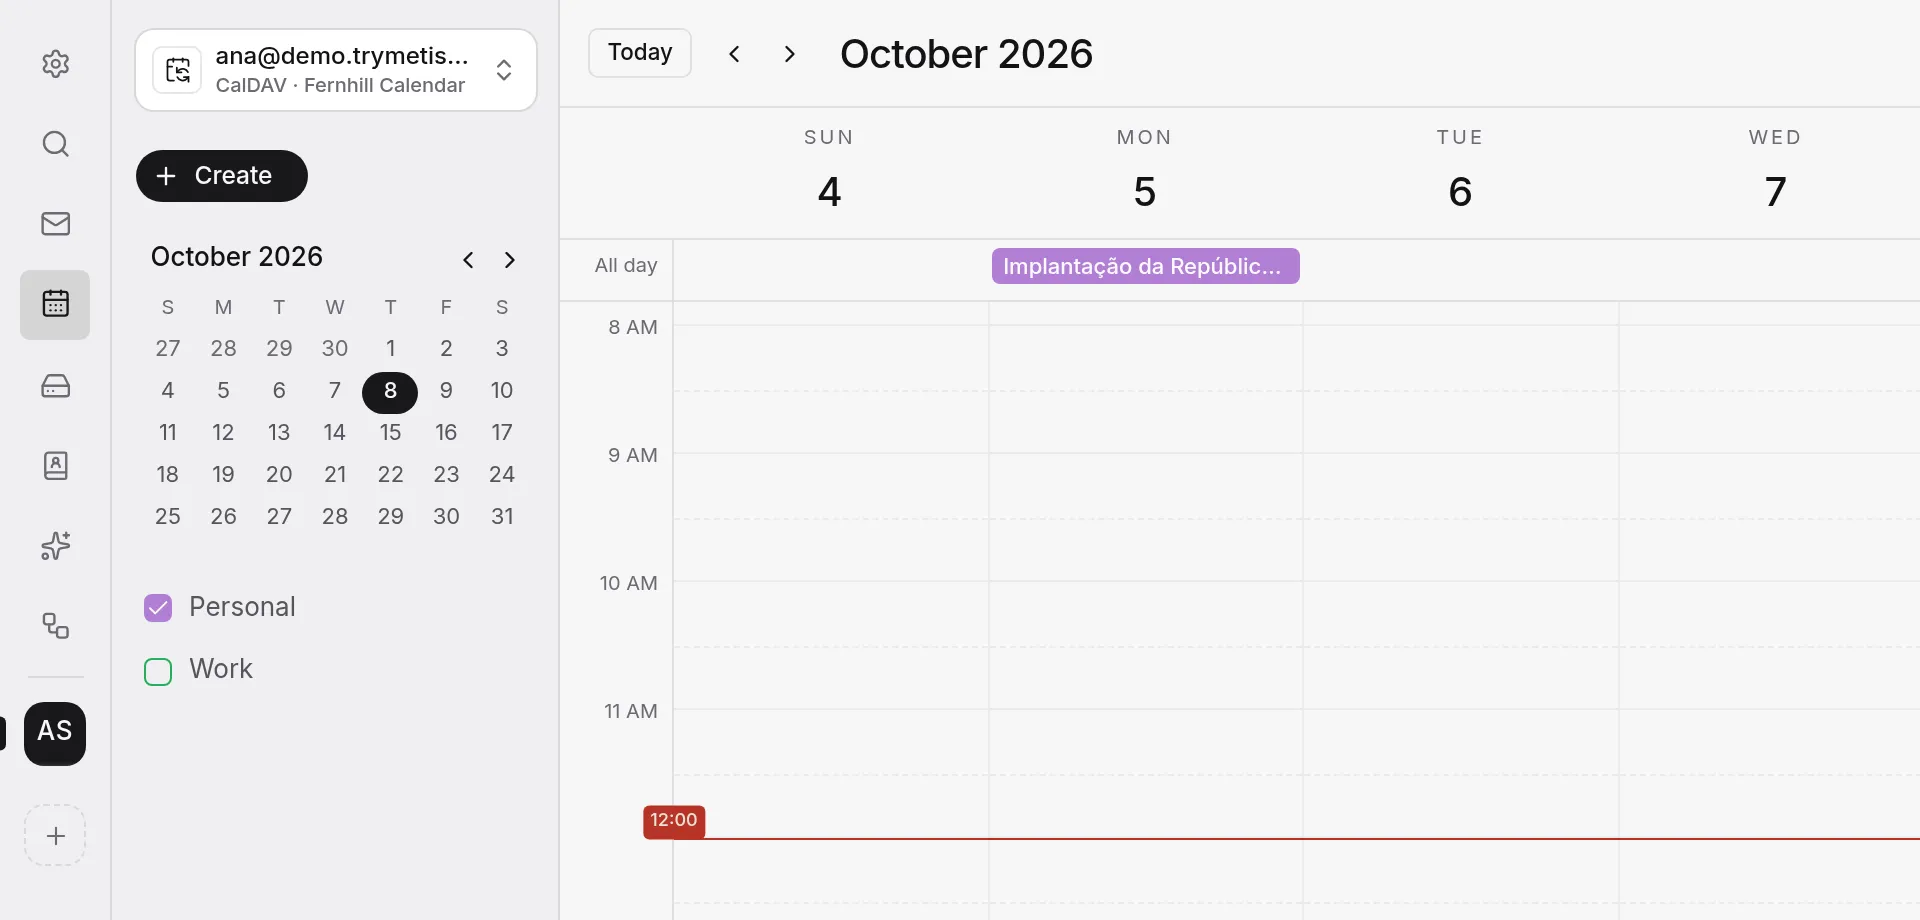 ana@demo.trymetis...
CalDAV · Fernhill Calendar
Create
October 2026
S M T W T F S
27 28 29 30 1 2 3
4 5 6 7 8 9 10
11 12 13 14 15 16 17
18 19 20 21 22 23 24
25 26 27 28 29 30 31
Personal
Work
AS
Today
October 2026
SUN MON TUE WED
4 5 6 7
All day
Implantação da Repúblic...
8 AM
9 AM
10 AM
11 AM
12:00